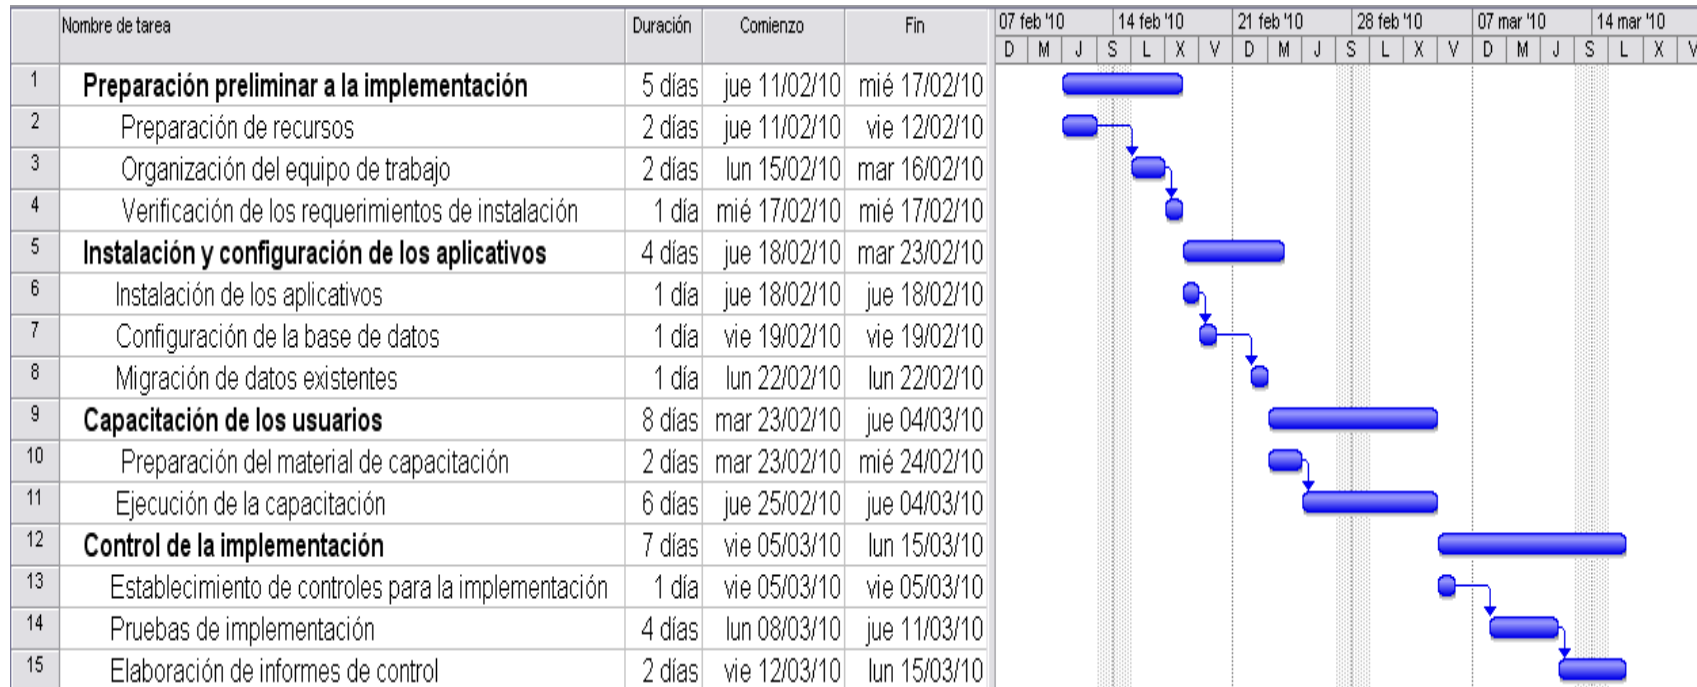 Nombre de tarea Duración Comienzo Fin 07 feb '10 14 feb '10 21 feb '10 28 feb '10 07 mar '10 14 mar '10
D M J S L X V D M J S L X V D M J S L X V
1 Preparación preliminar a la implementación 5 días jue 11/02/10 mié 17/02/10
2 Preparación de recursos 2 días jue 11/02/10 vie 12/02/10
3 Organización del equipo de trabajo 2 días lun 15/02/10 mar 16/02/10
4 Verificación de los requerimientos de instalación 1 día mié 17/02/10 mié 17/02/10
5 Instalación y configuración de los aplicativos 4 días jue 18/02/10 mar 23/02/10
6 Instalación de los aplicativos 1 día jue 18/02/10 jue 18/02/10
7 Configuración de la base de datos 1 día vie 19/02/10 vie 19/02/10
8 Migración de datos existentes 1 día lun 22/02/10 lun 22/02/10
9 Capacitación de los usuarios 8 días mar 23/02/10 jue 04/03/10
10 Preparación del material de capacitación 2 días mar 23/02/10 mié 24/02/10
11 Ejecución de la capacitación 6 días jue 25/02/10 jue 04/03/10
12 Control de la implementación 7 días vie 05/03/10 lun 15/03/10
13 Establecimiento de controles para la implementación 1 día vie 05/03/10 vie 05/03/10
14 Pruebas de implementación 4 días lun 08/03/10 jue 11/03/10
15 Elaboración de informes de control 2 días vie 12/03/10 lun 15/03/10